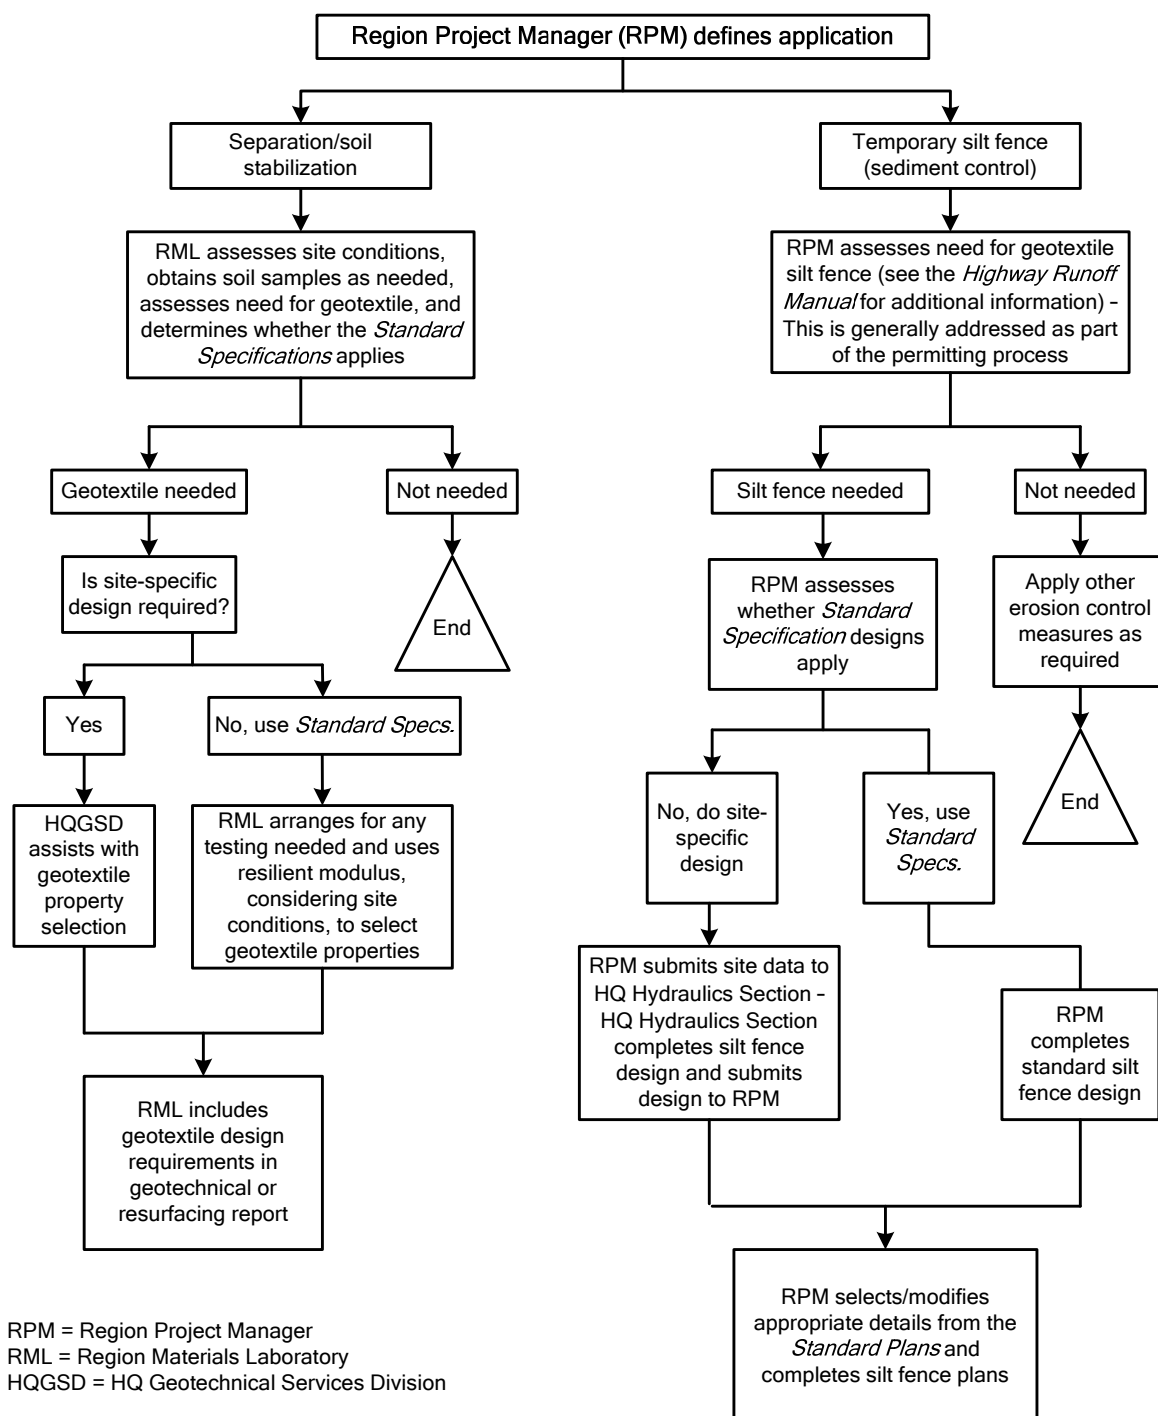 Region Project Manager (RPM) defines application
Separation/soil
stabilization
Temporary silt fence
(sediment control)
RML assesses site conditions,
obtains soil samples as needed,
assesses need for geotextile, and
determines whether the Standard
Specifications applies
RPM assesses need for geotextile
silt fence (see the Highway Runoff
Manual for additional information) –
This is generally addressed as part
of the permitting process
Geotextile needed
Not needed
Silt fence needed
Not needed
Is site-specific
design required?
End
RPM assesses
whether Standard
Specification designs
apply
Apply other
erosion control
measures as
required
Yes
No, use Standard Specs.
No, do site-
specific
design
Yes, use
Standard
Specs.
End
HQGSD
assists with
geotextile
property
selection
RML arranges for any
testing needed and uses
resilient modulus,
considering site
conditions, to select
geotextile properties
RPM submits site data to
HQ Hydraulics Section –
HQ Hydraulics Section
completes silt fence
design and submits
design to RPM
RPM
completes
standard silt
fence design
RML includes
geotextile design
requirements in
geotechnical or
resurfacing report
RPM selects/modifies
appropriate details from the
Standard Plans and
completes silt fence plans
RPM = Region Project Manager
RML = Region Materials Laboratory
HQGSD = HQ Geotechnical Services Division